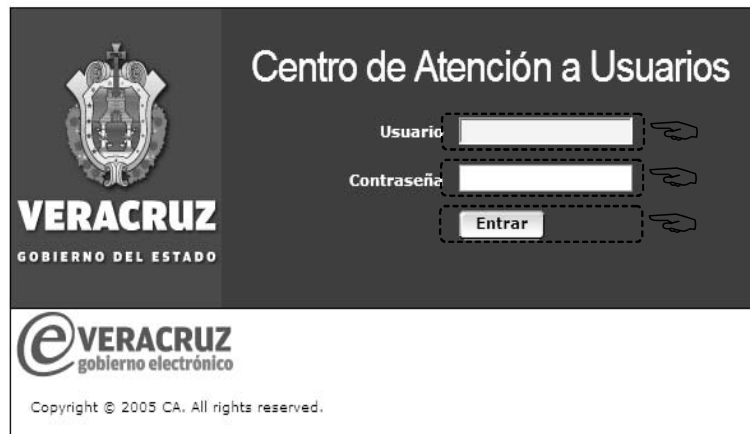 Centro de Atención a Usuarios
Usuario
Contraseña
Entrar
VERACRUZ
GOBIERNO DEL ESTADO
eVERACRUZ
gobierno electrónico
Copyright © 2005 CA. All rights reserved.